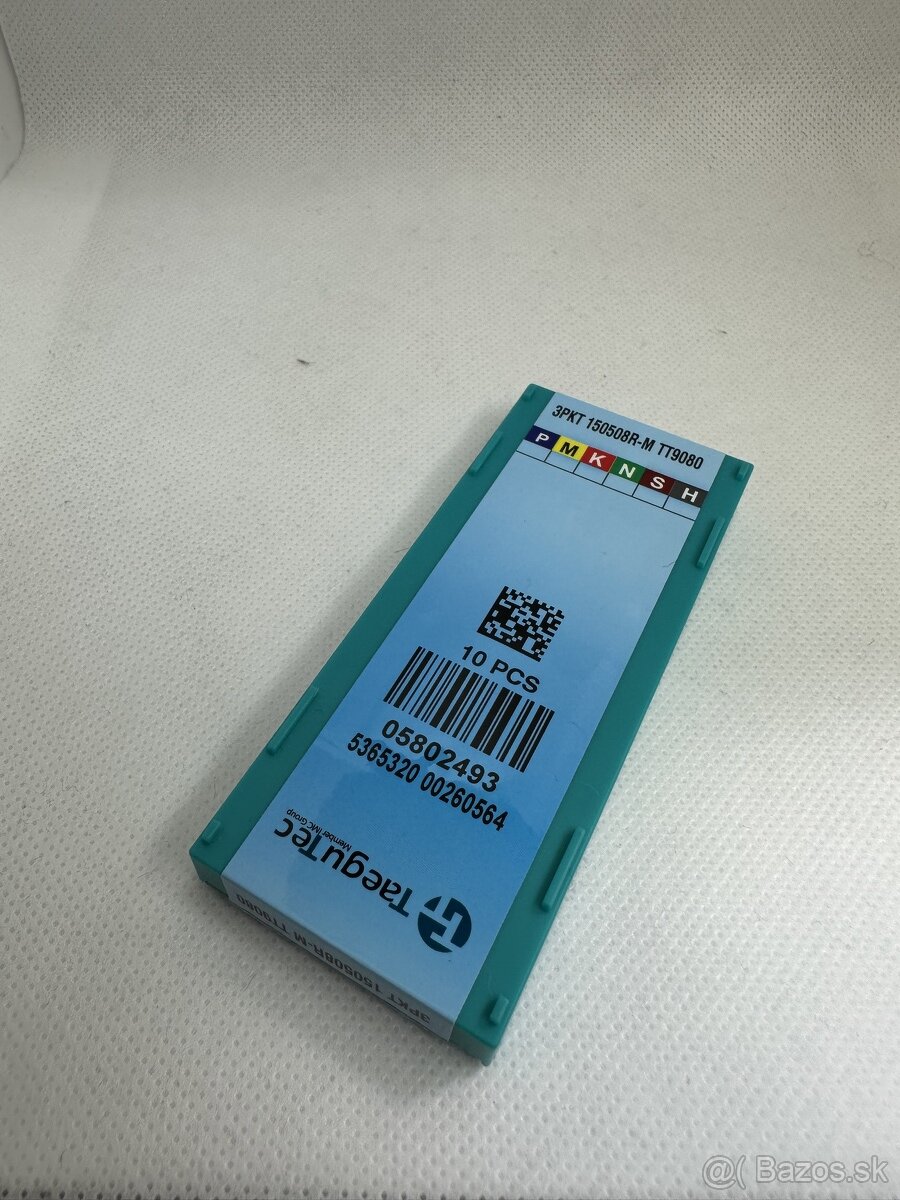 3PKT 150508R-M TT9080
P M K N S H
10 PCS
05802493
5365320 00260564
TaeguTec
Member IMC Group
3PKT 150508R-M TT9080
@( Bazos.sk